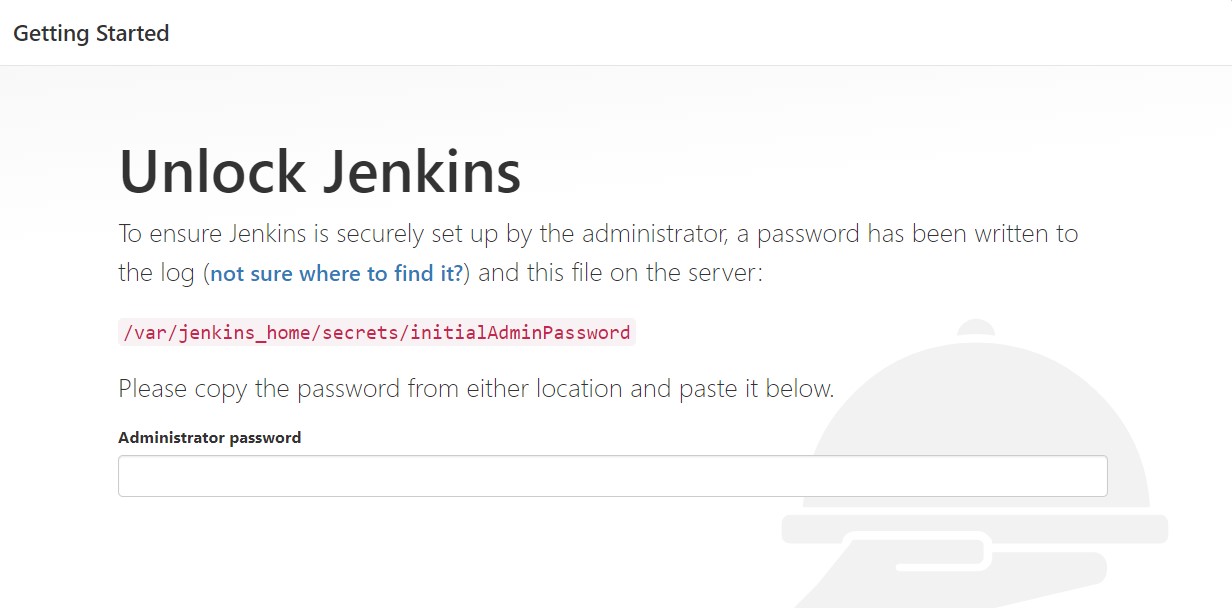 Getting Started
Unlock Jenkins
To ensure Jenkins is securely set up by the administrator, a password has been written to
the log (not sure where to find it?) and this file on the server:
/var/jenkins_home/secrets/initialAdminPassword
Please copy the password from either location and paste it below.
Administrator password